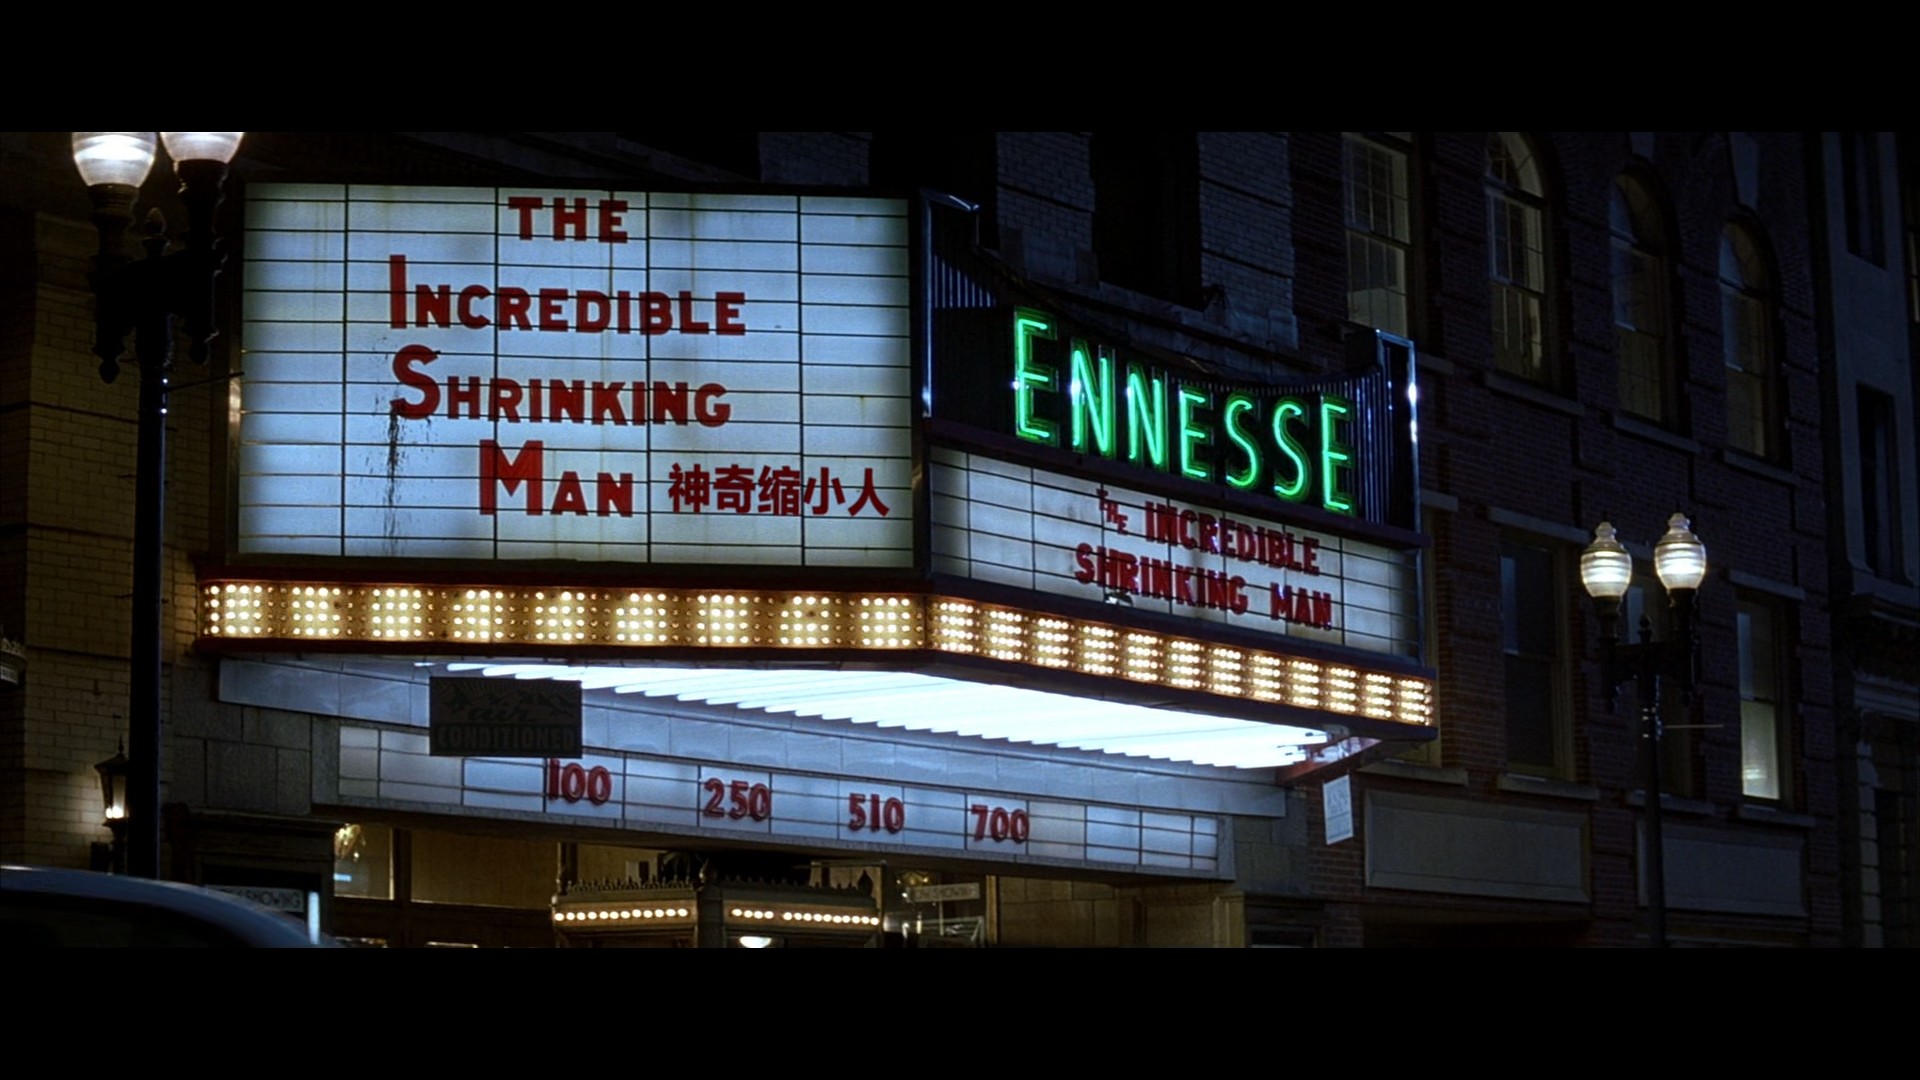 THE
INCREDIBLE
SHRINKING
MAN 神奇缩小人
ENNESSE
THE INCREDIBLE
SHRINKING MAN
air
CONDITIONED
100 250 510 700